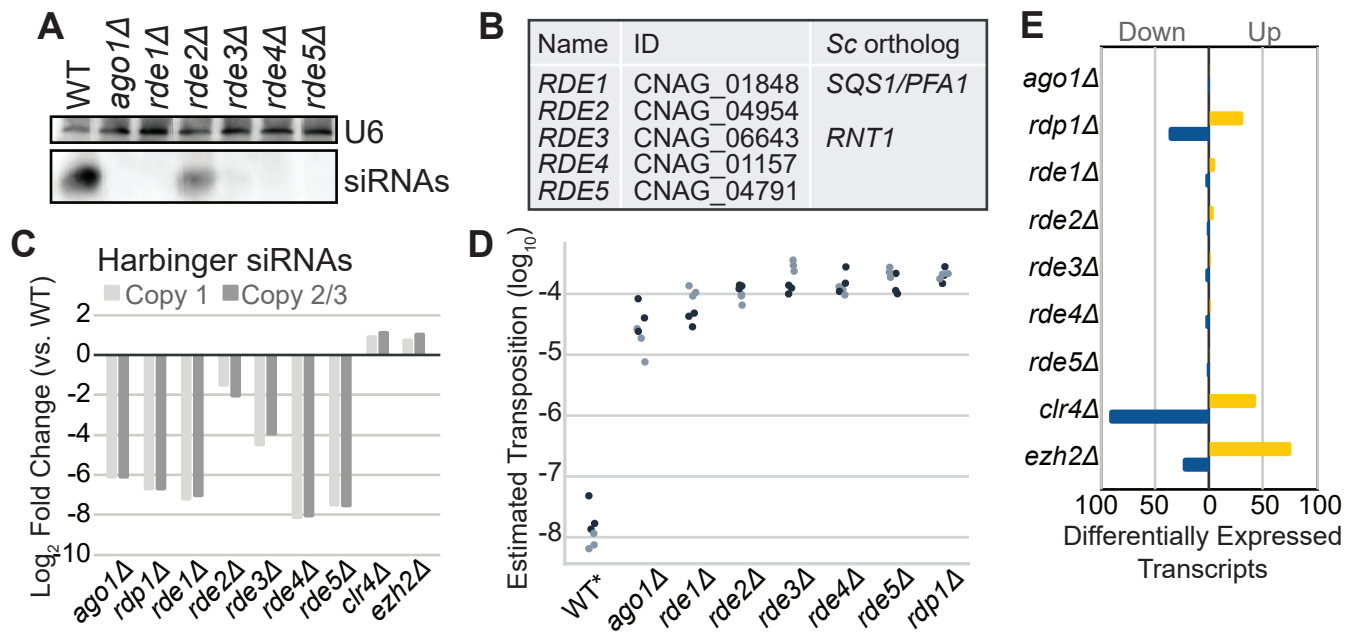 A
WT
ago1Δ
rde1Δ
rde2Δ
rde3Δ
rde4Δ
rde5Δ
U6
siRNAs
B
Name ID Sc ortholog
RDE1 CNAG_01848 SQS1/PFA1
RDE2 CNAG_04954
RDE3 CNAG_06643 RNT1
RDE4 CNAG_01157
RDE5 CNAG_04791
C
Harbinger siRNAs
Copy 1 Copy 2/3
Log2 Fold Change (vs. WT)
2
0
-2
-4
-6
-8
-10
ago1Δ
rdp1Δ
rde1Δ
rde2Δ
rde3Δ
rde4Δ
rde5Δ
clr4Δ
ezh2Δ
D
Estimated Transposition (log10)
-4
-5
-6
-7
-8
WT*
ago1Δ
rde1Δ
rde2Δ
rde3Δ
rde4Δ
rde5Δ
rdp1Δ
E
Down Up
ago1Δ
rdp1Δ
rde1Δ
rde2Δ
rde3Δ
rde4Δ
rde5Δ
clr4Δ
ezh2Δ
100 50 0 50 100
Differentially Expressed
Transcripts